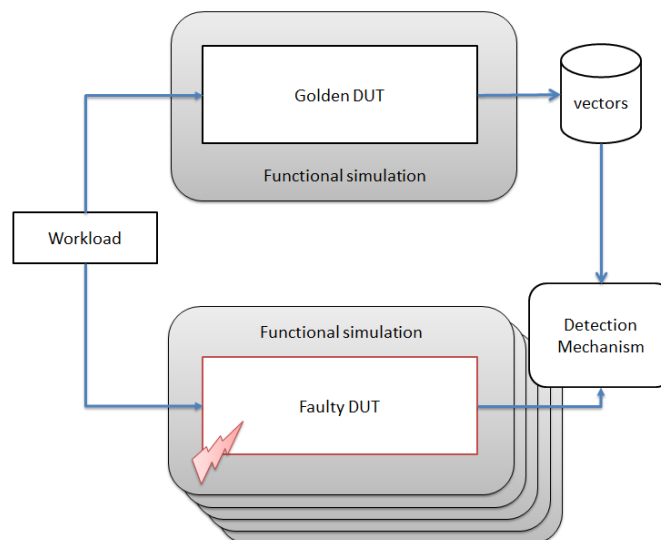 Golden DUT
vectors
Functional simulation
Workload
Functional simulation
Detection
Mechanism
Faulty DUT